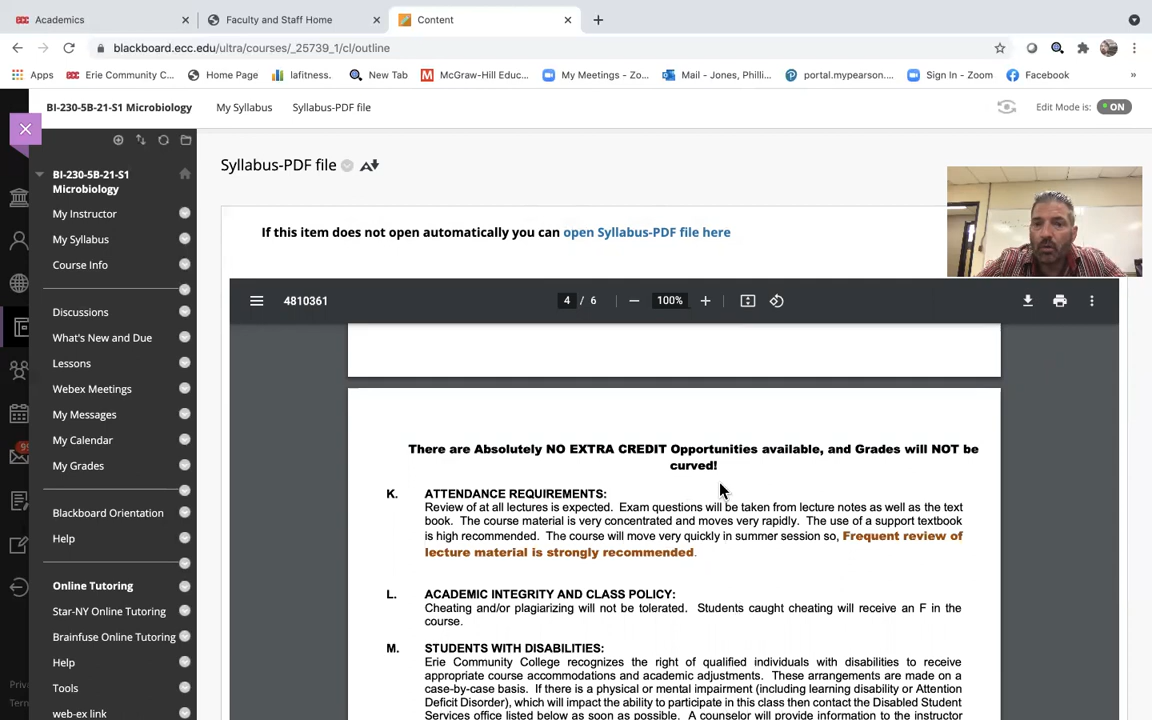 Academics
Faculty and Staff Home
Content
blackboard.ecc.edu/ultra/courses/_25739_1/cl/outline
Apps
Erie Community C...
Home Page
lafitness.
New Tab
McGraw-Hill Educ...
My Meetings - Zo...
Mail - Jones, Philli...
portal.mypearson....
Sign In - Zoom
Facebook
»
BI-230-5B-21-S1 Microbiology
My Syllabus
Syllabus-PDF file
Edit Mode is:
ON
BI-230-5B-21-S1
Microbiology
My Instructor
My Syllabus
Course Info
Discussions
What's New and Due
Lessons
Webex Meetings
My Messages
My Calendar
My Grades
Blackboard Orientation
Help
Online Tutoring
Star-NY Online Tutoring
Brainfuse Online Tutoring
Help
Tools
web-ex link
Priva
Term
Syllabus-PDF file
If this item does not open automatically you can open Syllabus-PDF file here
4810361
4 / 6
100%
There are Absolutely NO EXTRA CREDIT Opportunities available, and Grades will NOT be
curved!
K. ATTENDANCE REQUIREMENTS:
Review of at all lectures is expected. Exam questions will be taken from lecture notes as well as the text
book. The course material is very concentrated and moves very rapidly. The use of a support textbook
is high recommended. The course will move very quickly in summer session so, Frequent review of
lecture material is strongly recommended.
L. ACADEMIC INTEGRITY AND CLASS POLICY:
Cheating and/or plagiarizing will not be tolerated. Students caught cheating will receive an F in the
course.
M. STUDENTS WITH DISABILITIES:
Erie Community College recognizes the right of qualified individuals with disabilities to receive
appropriate course accommodations and academic adjustments. These arrangements are made on a
case-by-case basis. If there is a physical or mental impairment (including learning disability or Attention
Deficit Disorder), which will impact the ability to participate in this class then contact the Disabled Student
Services office listed below as soon as possible. A counselor will provide information to the instructor